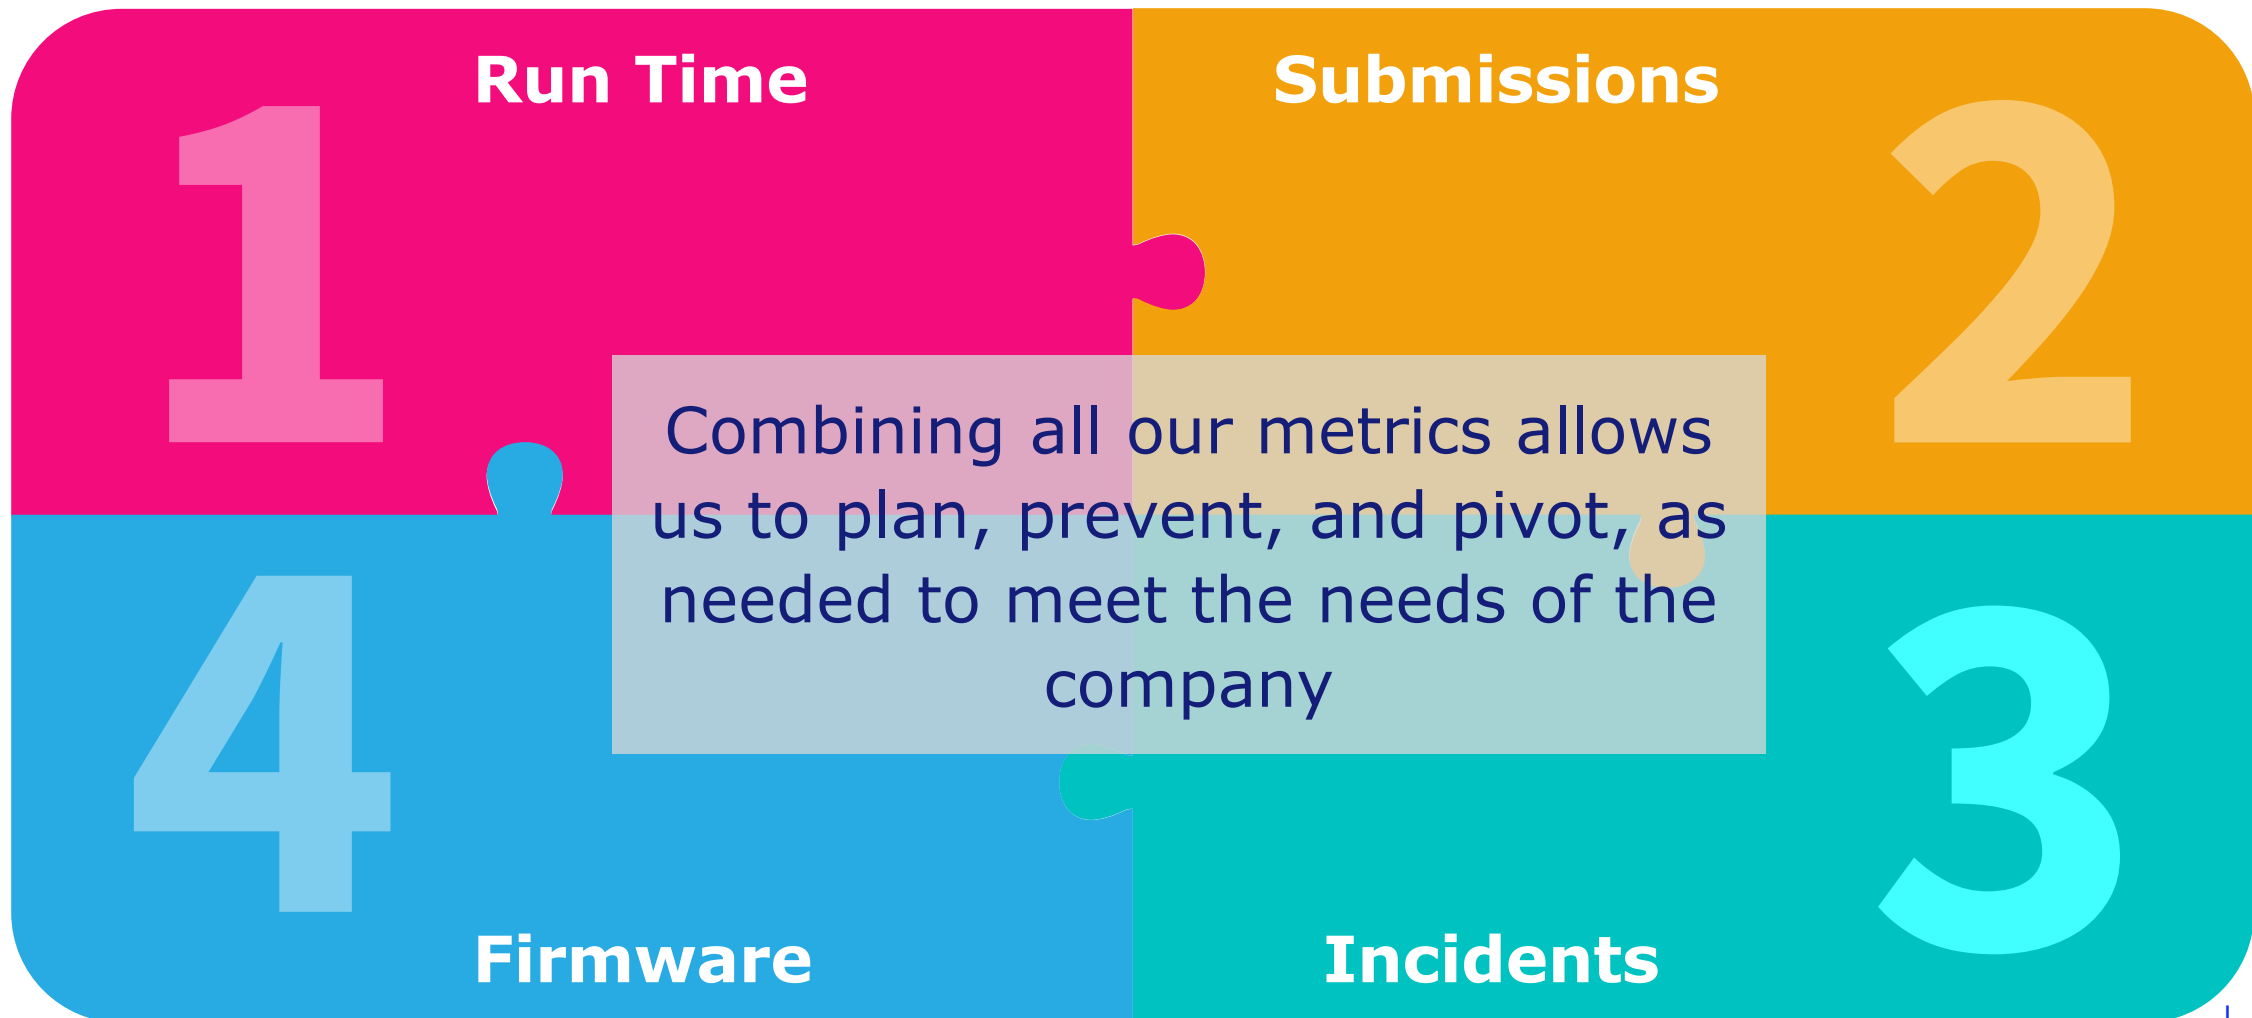 Run Time
Submissions
1
2
Combining all our metrics allows
us to plan, prevent, and pivot, as
needed to meet the needs of the
company
4
3
Firmware
Incidents